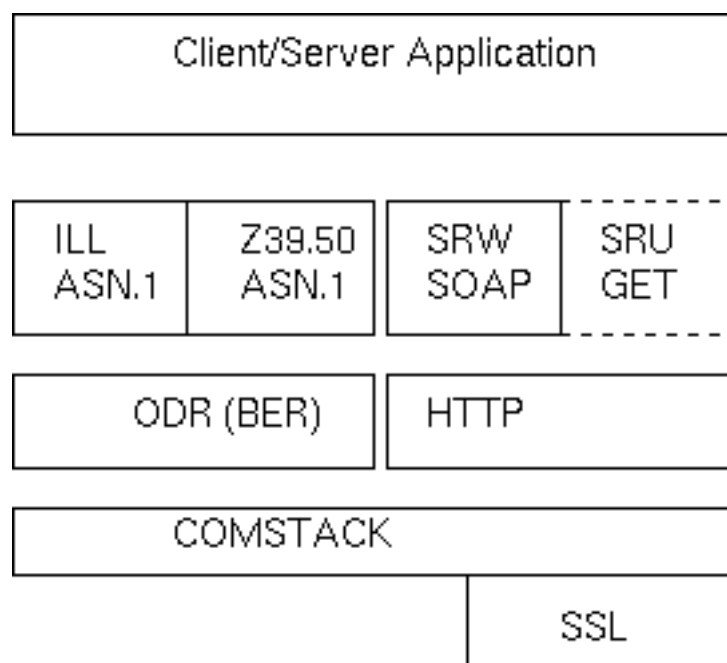 Client/Server Application
ILL
ASN.1
Z39.50
ASN.1
SRW
SOAP
SRU
GET
ODR (BER)
HTTP
COMSTACK
SSL